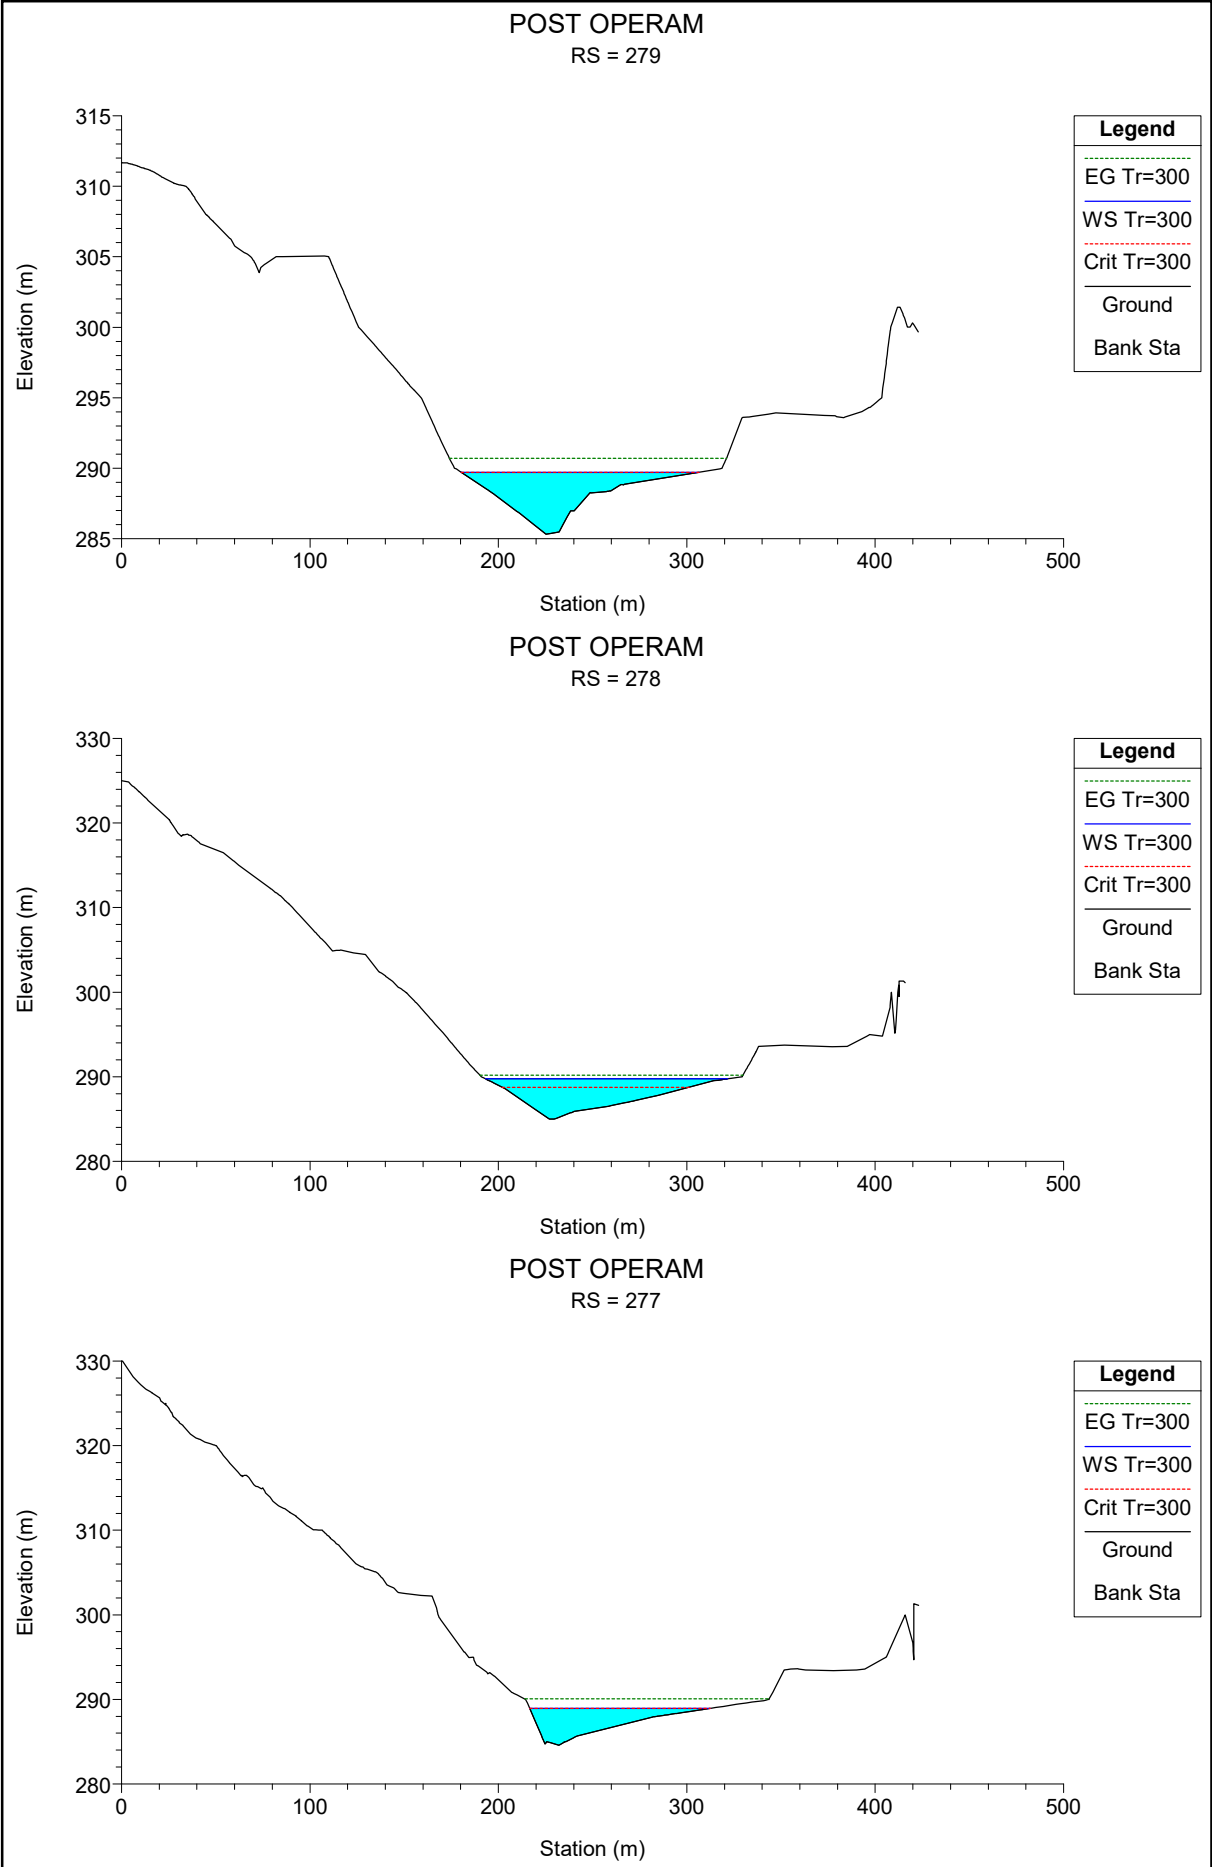 POST OPERAM
RS = 279
315
310
305
300
295
290
285
0
100
200
300
400
500
Elevation (m)
Station (m)
Legend
EG Tr=300
WS Tr=300
Crit Tr=300
Ground
Bank Sta
POST OPERAM
RS = 278
330
320
310
300
290
280
0
100
200
300
400
500
Elevation (m)
Station (m)
Legend
EG Tr=300
WS Tr=300
Crit Tr=300
Ground
Bank Sta
POST OPERAM
RS = 277
330
320
310
300
290
280
0
100
200
300
400
500
Elevation (m)
Station (m)
Legend
EG Tr=300
WS Tr=300
Crit Tr=300
Ground
Bank Sta